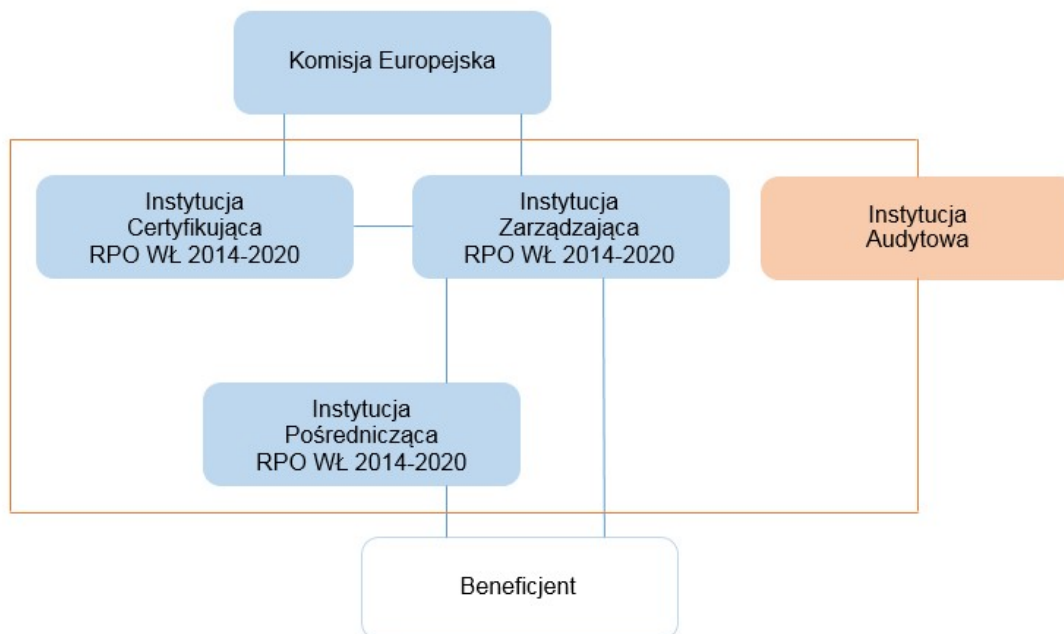 Komisja Europejska
Instytucja
Certyfikująca
RPO WŁ 2014-2020
Instytucja
Zarządzająca
RPO WŁ 2014-2020
Instytucja
Audytowa
Instytucja
Pośrednicząca
RPO WŁ 2014-2020
Beneficjent